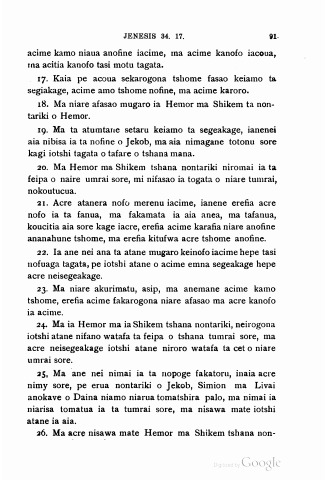 JENESIS 34. 17. 91
acime kamo niaua anofine iacime, ma acime kanofo iacoua,
ma acitia kanofo tasi motu tagata.
17. Kaia pe acoua sekarogona tshome fasao keiamo ta
segiakage, acime amo tshome nofine, ma acime karoro.
18. Ma niare afasao mugaro ia Hemor ma Shikem ta non-
tariki o Hemor.
19. Ma ta atumtane setaru keiamo ta segeakage, ianenei
aia nibisa ia ta nofine o Jekob, ma aia nimagane totonu sore
kagi iotshi tagata o tafare o tshana mana.
20. Ma Hemor ma Shikem tshana nontariki niromai ia ta
feipa o naire umrai sore, mi nifasao ia togata o niare tumrai,
nokoutucua.
21. Acre atanera nofo merenu iacime, ianene erefia acre
nofo ia ta fanua, ma fakamata ia aia anea, ma tafanua,
koucitia aia sore kage iacre, erefia acime karafia niare anofine
ananahune tshome, ma erefia kitufwa acre tshome anofine.
22. Ia ane nei ana ta atane mugaro keinofo iacime hepe tasi
nofuaga tagata, pe iotshi atane o acime emna segeakage hepe
acre neisegeakage.
23. Ma niare akurimatu, asip, ma anemane acime kamo
tshome, erefia acime fakarogona niare afasao ma acre kanofo
ia acime.
24. Ma ia Hemor ma ia Shikem tshana nontariki, neirogona
iotshi atane nifano watafa ta feipa o tshana tumrai sore, ma
acre neisegeakage iotshi atane niroro watafa ta cet o niare
umrai sore.
25, Ma ane nei nimai ia ta nopoge fakatoru, inaia acre
nimy sore, pe erua nontariki o Jekob, Simion ma Livai
anokave o Daina niamo niarua tomatshira palo, ma nimai ia
niarisa tomatua ia ta tumrai sore, ma nisawa mate iotshi
atane ia aia.
26. Ma acre nisawa mate Hemor ma Shikem tshana non-
Digitized by Google